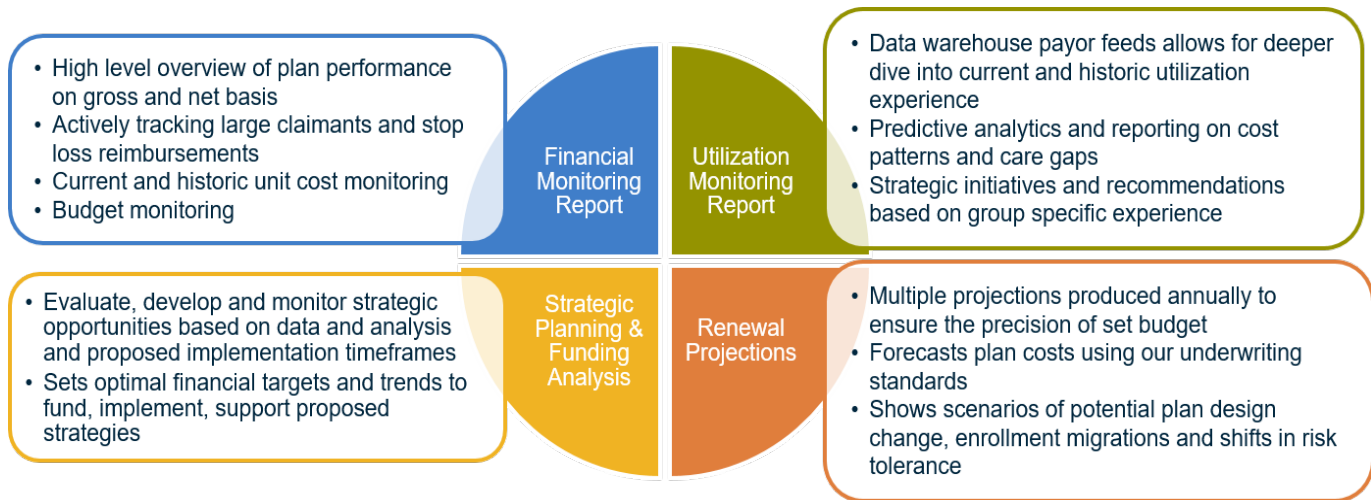 • High level overview of plan performance
on gross and net basis
• Actively tracking large claimants and stop
loss reimbursements
• Current and historic unit cost monitoring
• Budget monitoring
Financial
Monitoring
Report
Utilization
Monitoring
Report
• Data warehouse payor feeds allows for deeper
dive into current and historic utilization
experience
• Predictive analytics and reporting on cost
patterns and care gaps
• Strategic initiatives and recommendations
based on group specific experience
• Evaluate, develop and monitor strategic
opportunities based on data and analysis
and proposed implementation timeframes
• Sets optimal financial targets and trends to
fund, implement, support proposed
strategies
Strategic
Planning &
Funding
Analysis
Renewal
Projections
• Multiple projections produced annually to
ensure the precision of set budget
• Forecasts plan costs using our underwriting
standards
• Shows scenarios of potential plan design
change, enrollment migrations and shifts in risk
tolerance